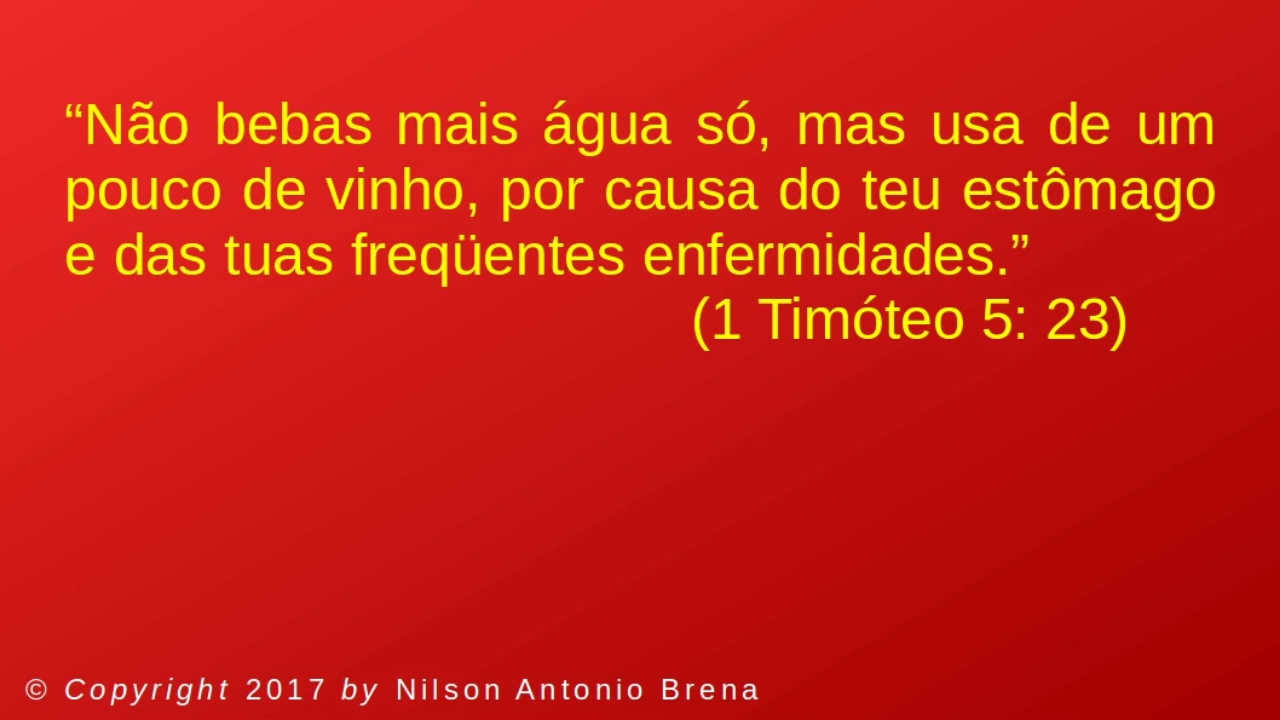 “Não bebas mais água só, mas usa de um
pouco de vinho, por causa do teu estômago
e das tuas freqüentes enfermidades.”
(1 Timóteo 5: 23)
© Copyright 2017 by Nilson Antonio Brena